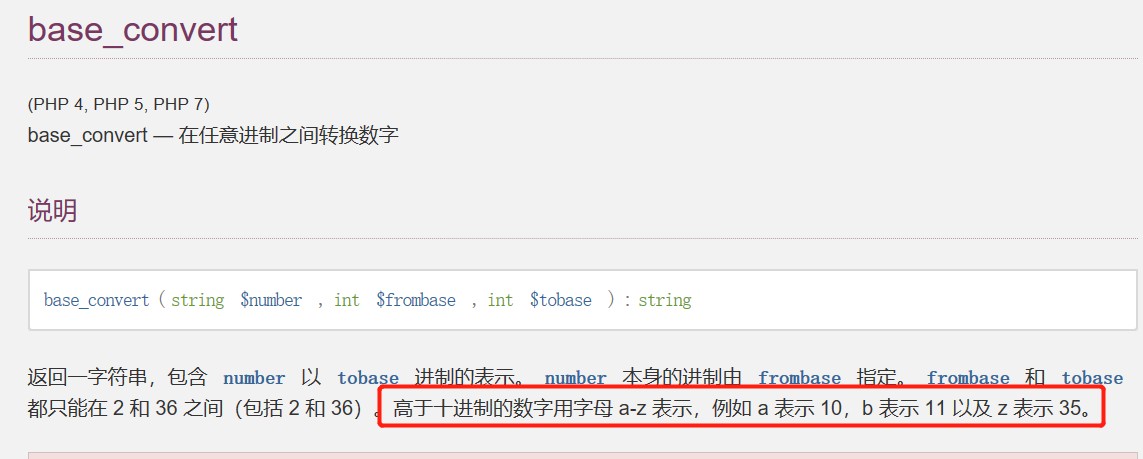 base_convert
(PHP 4, PHP 5, PHP 7)
base_convert — 在任意进制之间转换数字
说明
base_convert ( string $number , int $frombase , int $tobase ) : string
返回一字符串，包含 number 以 tobase 进制的表示。 number 本身的进制由 frombase 指定。 frombase 和 tobase
都只能在 2 和 36 之间（包括 2 和 36）。高于十进制的数字用字母 a-z 表示，例如 a 表示 10，b 表示 11 以及 z 表示 35。